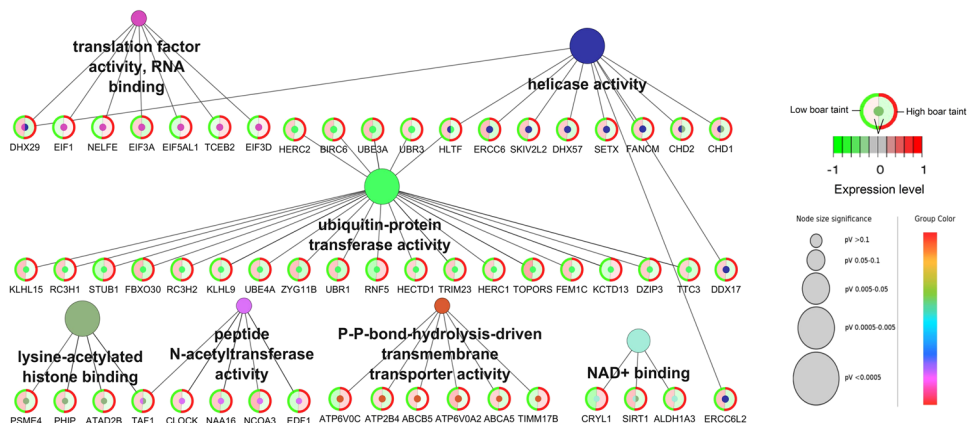 translation factor
activity, RNA
binding
helicase activity
DHX29 EIF1 NELFE EIF3A EIF5AL1 TCEB2 EIF3D HERC2 BIRC6 UBE3A UBR3 HLTF ERCC6 SKIV2L2 DHX57 SETX FANCM CHD2 CHD1
Low boar taint
High boar taint
-1 0 1
Expression level
ubiquitin-protein
transferase activity
KLHL15 RC3H1 STUB1 FBXO30 RC3H2 KLHL9 UBE4A ZYG11B UBR1 RNF5 HECTD1 TRIM23 HERC1 TOPORS FEM1C KCTD13 DZIP3 TTC3 DDX17
lysine-acetylated
histone binding
peptide
N-acetyltransferase
activity
P-P-bond-hydrolysis-driven
transmembrane
transporter activity
NAD+ binding
PSME4 PHIP ATAD2B TAF1 CLOCK NAA16 NCOA3 EDF1 ATP6V0C ATP2B4 ABCB5 ATP6V0A2 ABCA5 TIMM17B CRYL1 SIRT1 ALDH1A3 ERCC6L2
Node size significance
Group Color
pV >0.1
pV 0.05-0.1
pV 0.005-0.05
pV 0.0005-0.005
pV <0.0005